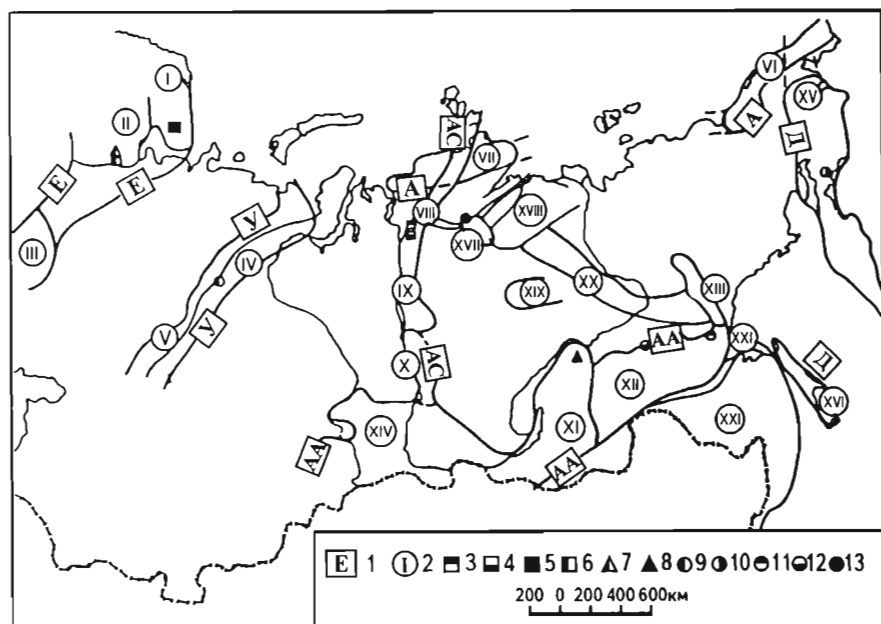 I
VI
XV
II
А
Д
АС
VII
Е
Е
А
VIII
XVIII
У
XVII
III
IV
IX
XIX
XX
XIII
V
У
АА
XXI
Д
X
АС
XII
XVI
XIV
XI
XXI
АА
АА
Е 1 I 2 3 4 5 6 7 8 9 10 11 12 13
200 0 200 400 600км